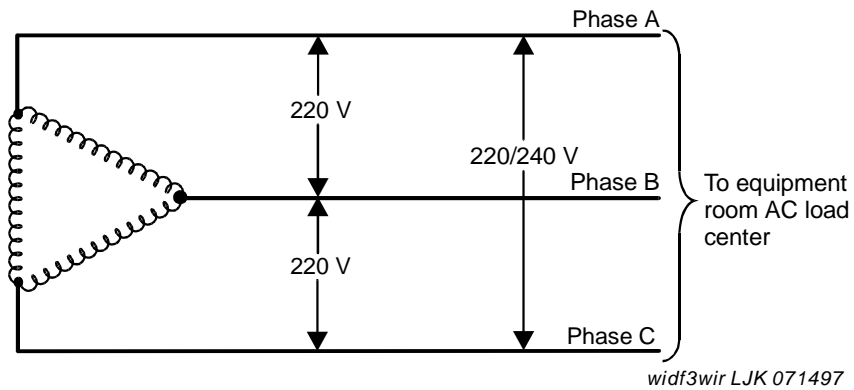 Phase A
220 V
220/240 V
Phase B
To equipment
room AC load
center
220 V
Phase C
widf3wir LJK 071497